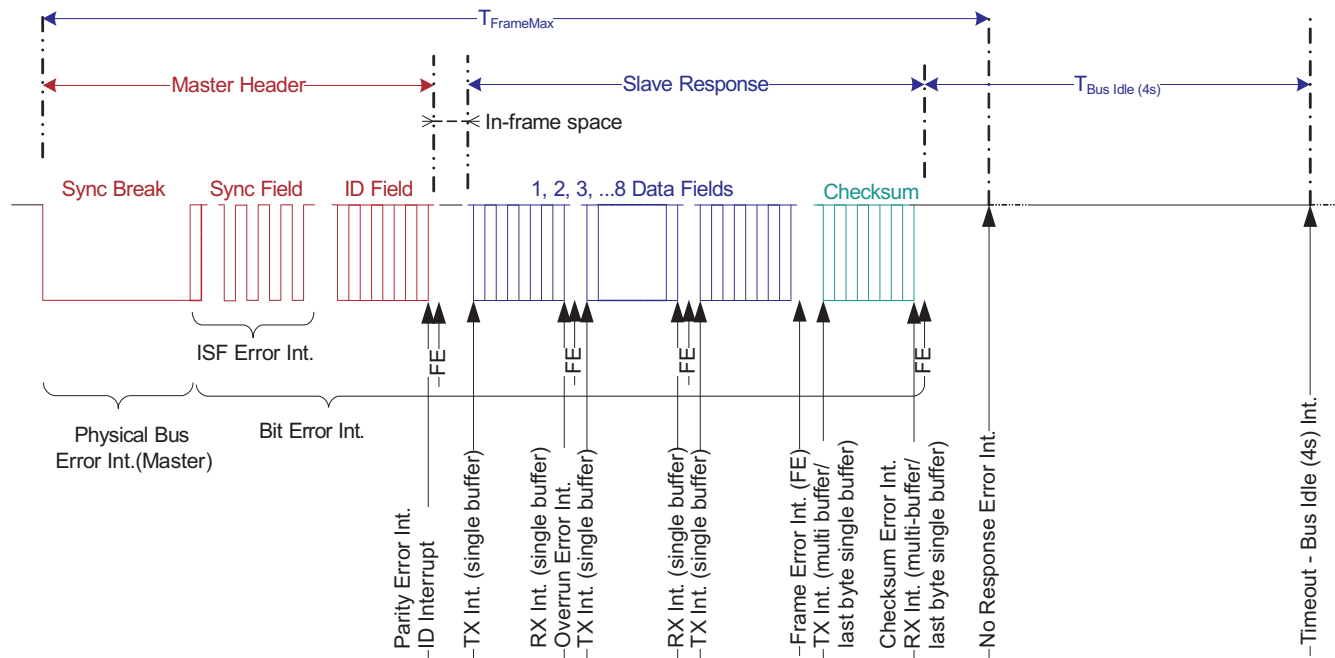 TFrameMax
Master Header
Slave Response
TBus Idle (4s)
In-frame space
Sync Break
Sync Field
ID Field
1, 2, 3, ...8 Data Fields
Checksum
ISF Error Int.
FE
FE
FE
FE
Physical Bus
Error Int.(Master)
Bit Error Int.
Parity Error Int.
ID Interrupt
TX Int. (single buffer)
RX Int. (single buffer)
Overrun Error Int.
TX Int. (single buffer)
RX Int. (single buffer)
TX Int. (single buffer)
Frame Error Int. (FE)
TX Int. (multi buffer/
last byte single buffer)
Checksum Error Int.
RX Int. (multi-buffer/
last byte single buffer)
No Response Error Int.
Timeout - Bus Idle (4s) Int.